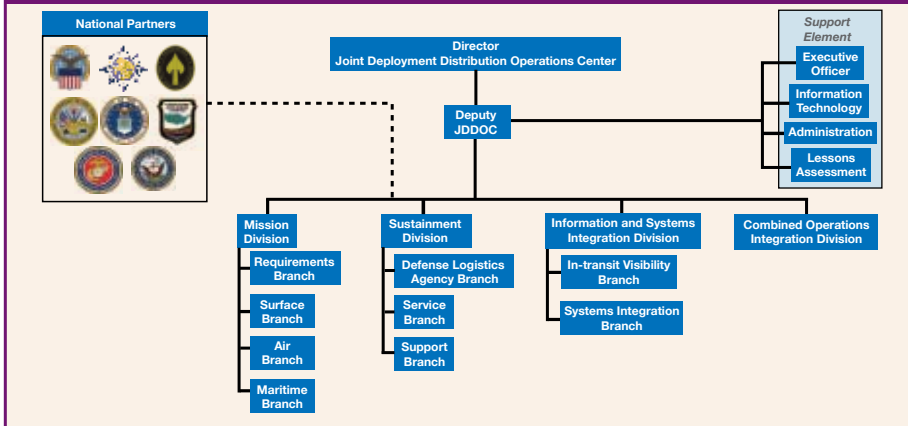 National Partners
Director
Joint Deployment Distribution Operations Center
Deputy
JDDOC
Support
Element
Executive
Officer
Information
Technology
Administration
Lessons
Assessment
Mission
Division
Requirements
Branch
Surface
Branch
Air
Branch
Maritime
Branch
Sustainment
Division
Defense Logistics
Agency Branch
Service
Branch
Support
Branch
Information and Systems
Integration Division
In-transit Visibility
Branch
Systems Integration
Branch
Combined Operations
Integration Division